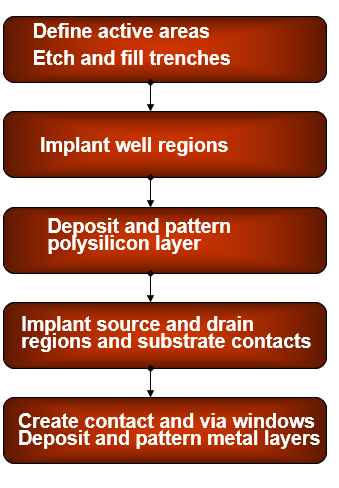 Define active areas
Etch and fill trenches
Implant well regions
Deposit and pattern
polysilicon layer
Implant source and drain
regions and substrate contacts
Create contact and via windows
Deposit and pattern metal layers